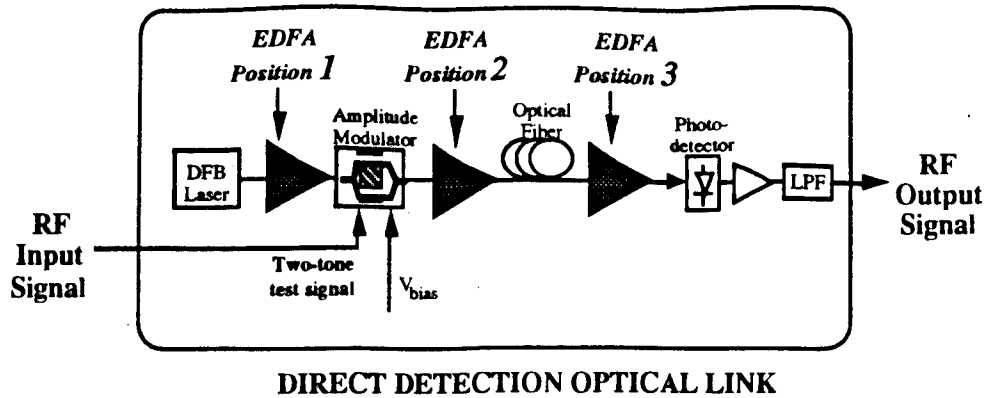 EDFA
Position 1
EDFA
Position 2
EDFA
Position 3
Amplitude
Modulator
Optical
Fiber
Photo-
detector
DFB
Laser
LPF
RF
Input
Signal
RF
Output
Signal
Two-tone
test signal
Vbias
DIRECT DETECTION OPTICAL LINK